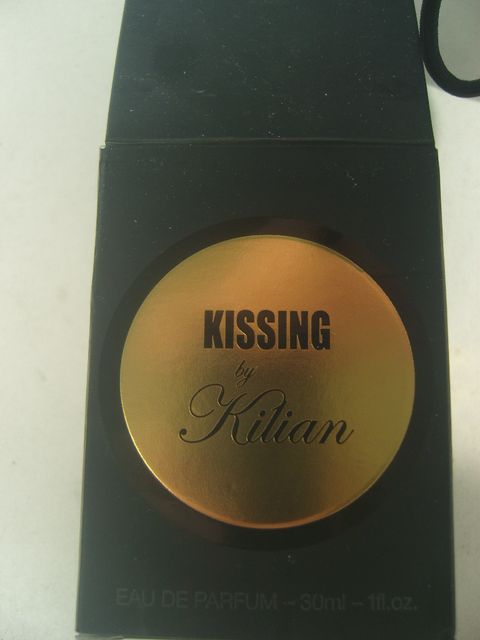 KISSING
by
Kilian
EAU DE PARFUM – 30ml – 1fl.oz.